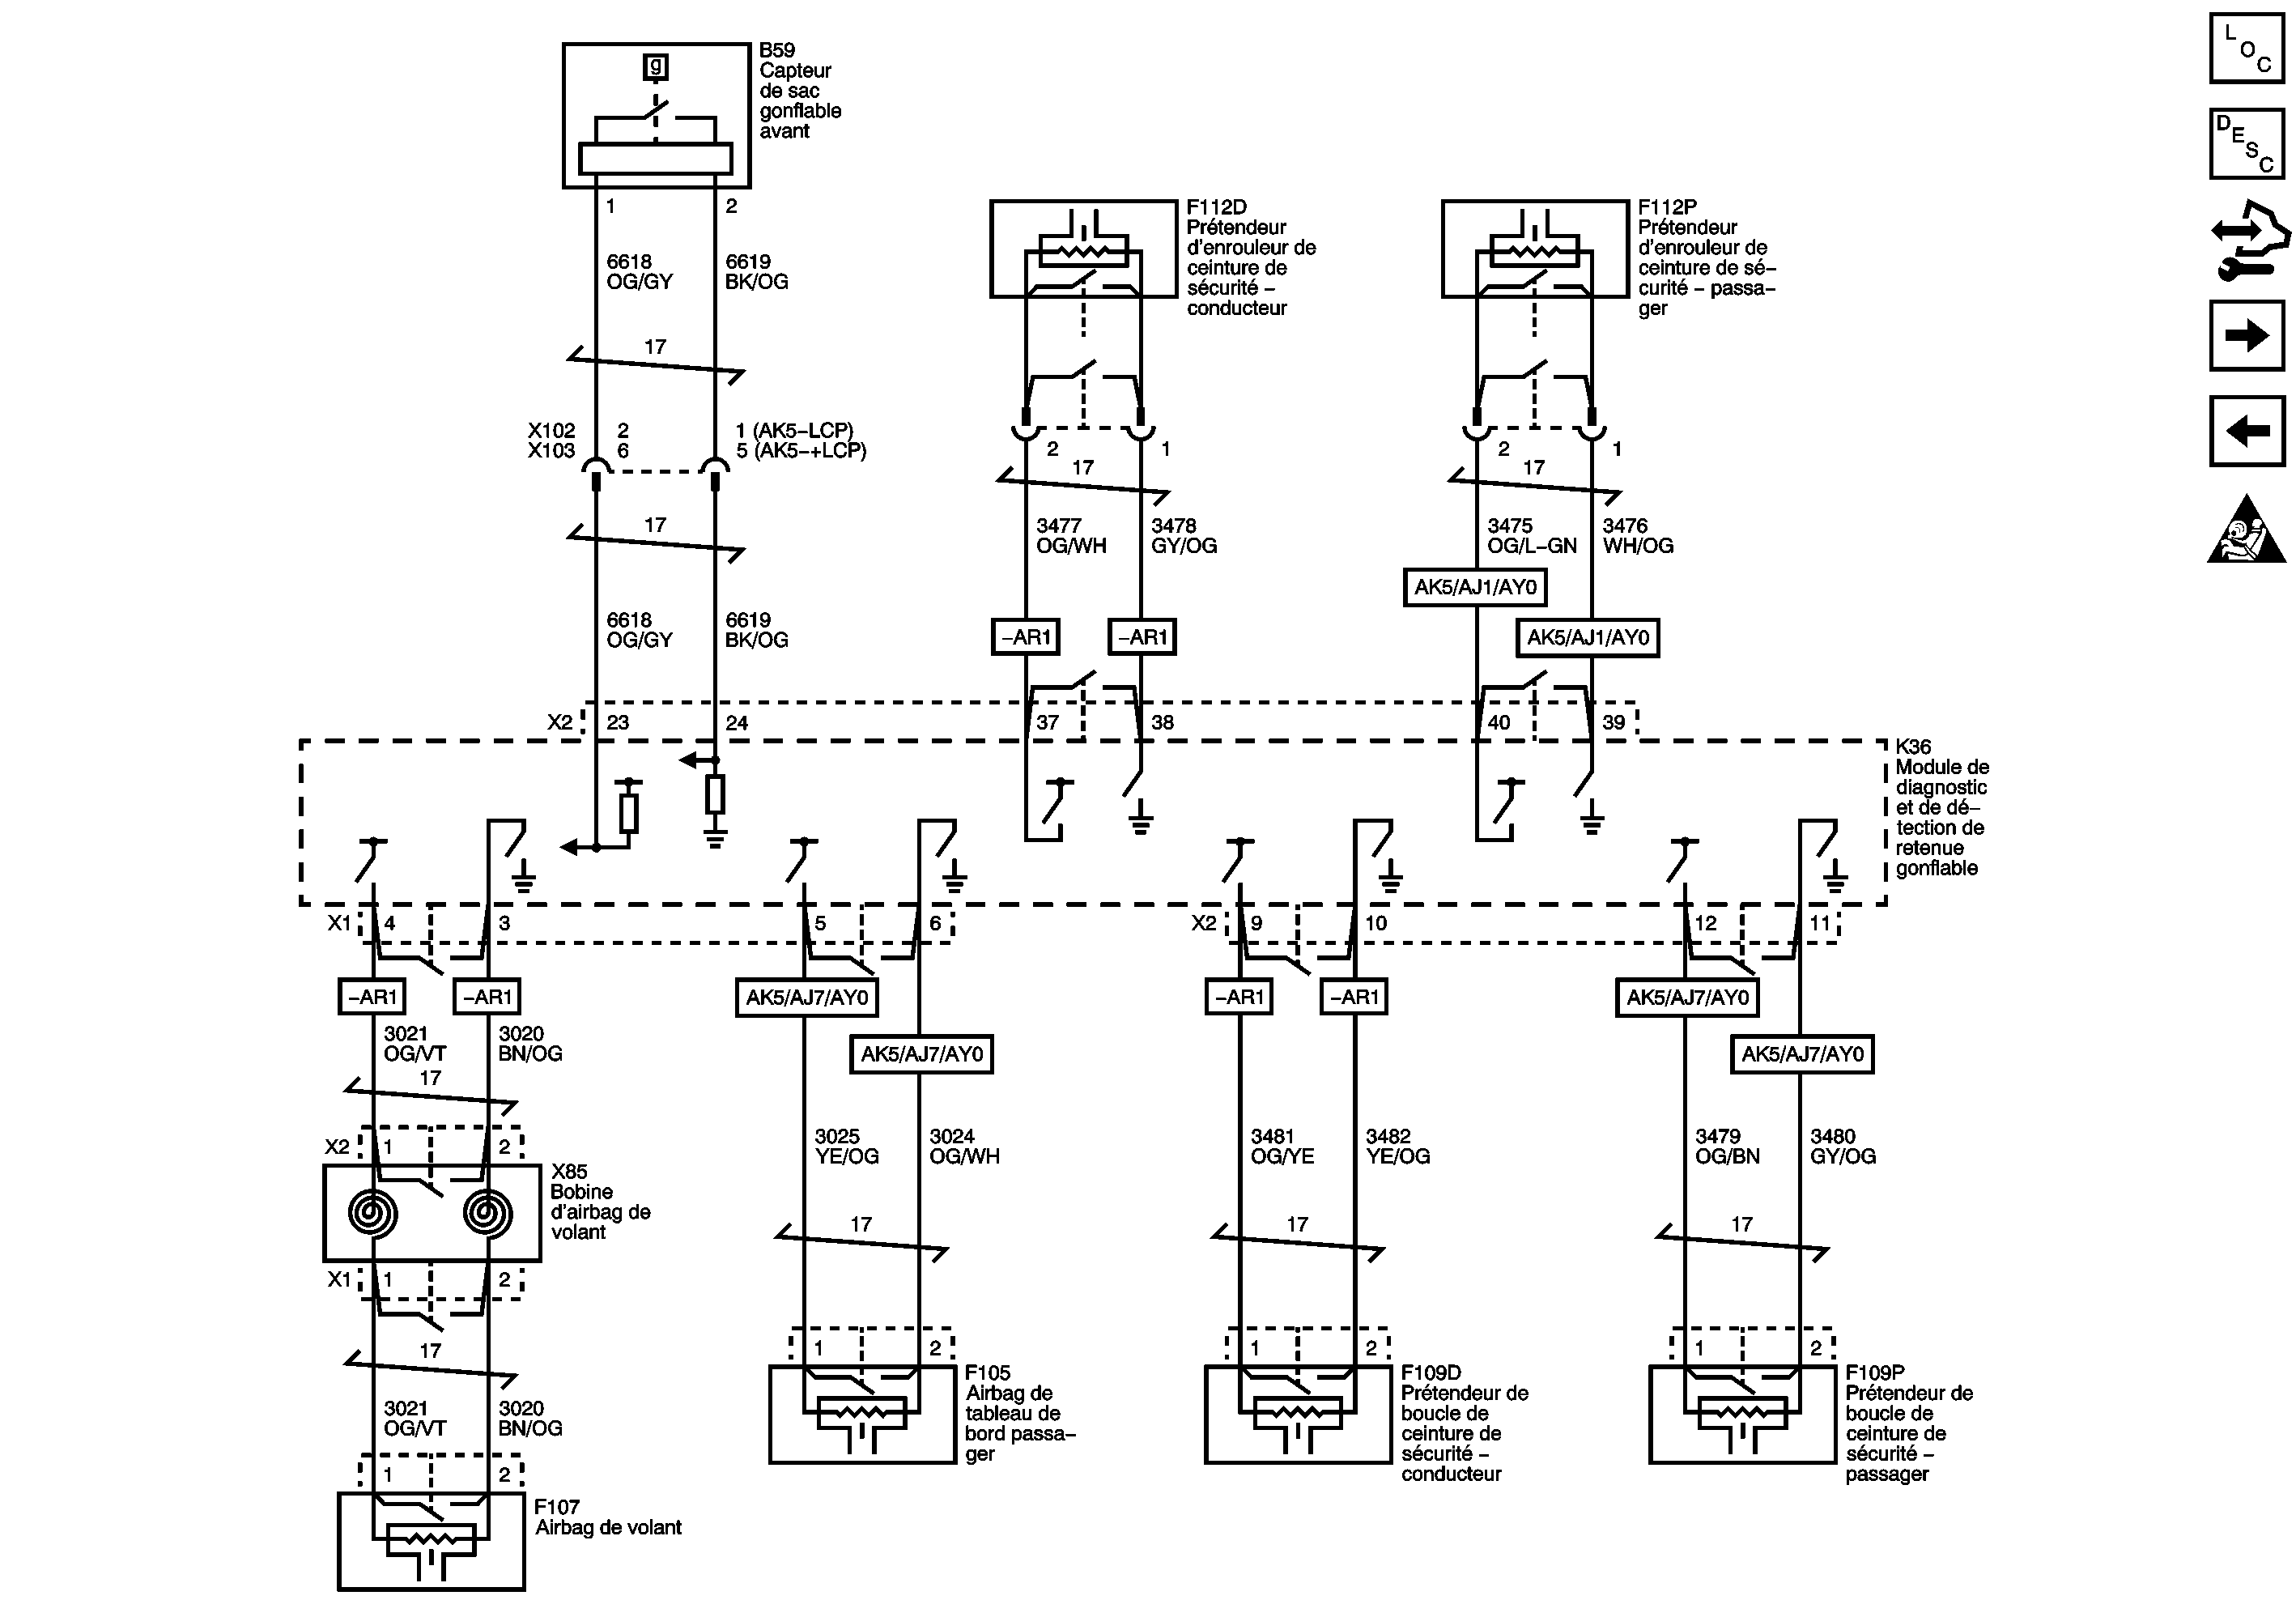 B59
Capteur
de sac
gonflable
avant
g
1
2
6618
OG/GY
6619
BK/OG
17
X102
X103
2
6
1 (AK5−LCP)
5 (AK5−+LCP)
17
6618
OG/GY
6619
BK/OG
F112D
Prétendeur
d'enrouleur de
ceinture de
sécurité −
conducteur
2
1
17
3477
OG/WH
3478
GY/OG
−AR1
−AR1
F112P
Prétendeur
d'enrouleur de
ceinture de sé−
curité − passa−
ger
2
1
17
3475
OG/L−GN
3476
WH/OG
AK5/AJ1/AY0
AK5/AJ1/AY0
X2
23
24
37
38
40
39
K36
Module de
diagnostic
et de dé−
tection de
retenue
gonflable
X1
4
3
5
6
X2
9
10
12
11
−AR1
−AR1
3021
OG/VT
3020
BN/OG
17
X2
1
2
X85
Bobine
d'airbag de
volant
X1
1
2
17
3021
OG/VT
3020
BN/OG
1
2
F107
Airbag de volant
AK5/AJ7/AY0
AK5/AJ7/AY0
3025
YE/OG
3024
OG/WH
17
1
2
F105
Airbag de
tableau de
bord passa−
ger
−AR1
−AR1
3481
OG/YE
3482
YE/OG
17
1
2
F109D
Prétendeur de
boucle de
ceinture de
sécurité −
conducteur
AK5/AJ7/AY0
AK5/AJ7/AY0
3479
OG/BN
3480
GY/OG
17
1
2
F109P
Prétendeur de
boucle de
ceinture de
sécurité −
passager
LOC
DESC